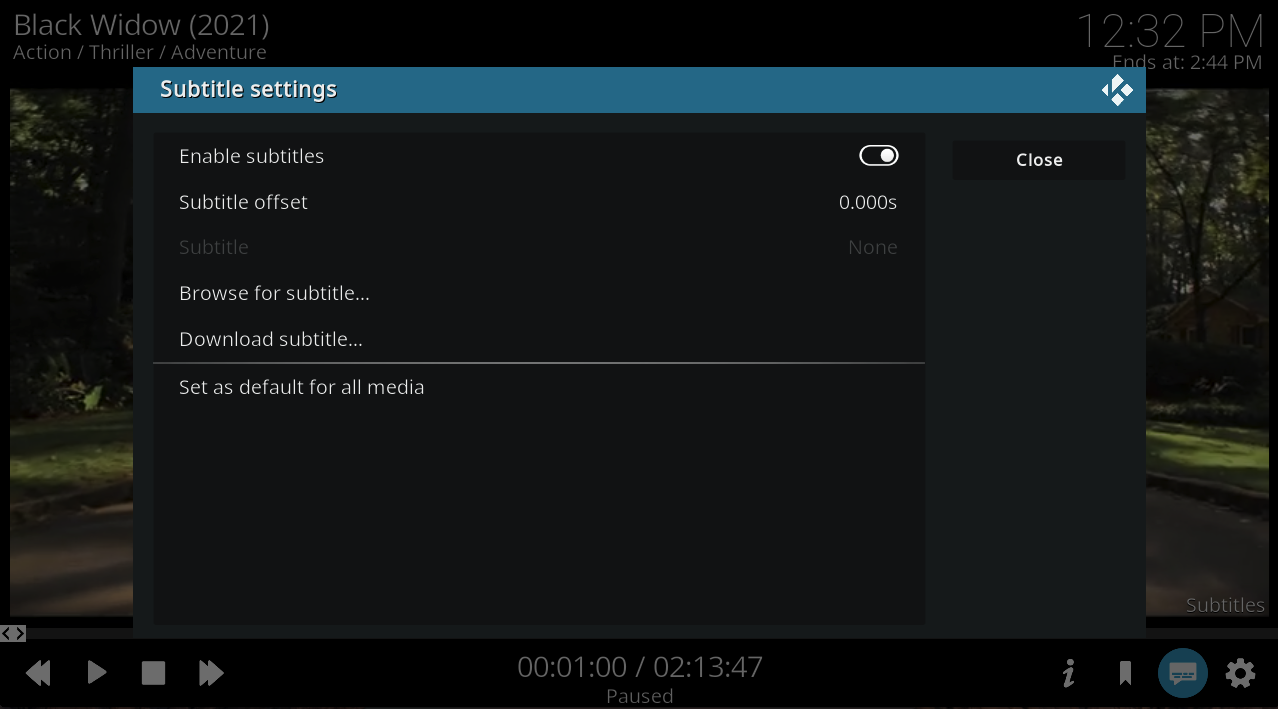 Black Widow (2021)
12:32 PM
Action / Thriller / Adventure
Ends at: 2:44 PM
Subtitle settings
Enable subtitles
Close
Subtitle offset
0.000s
Subtitle
None
Browse for subtitle...
Download subtitle...
Set as default for all media
Subtitles
00:01:00 / 02:13:47
Paused